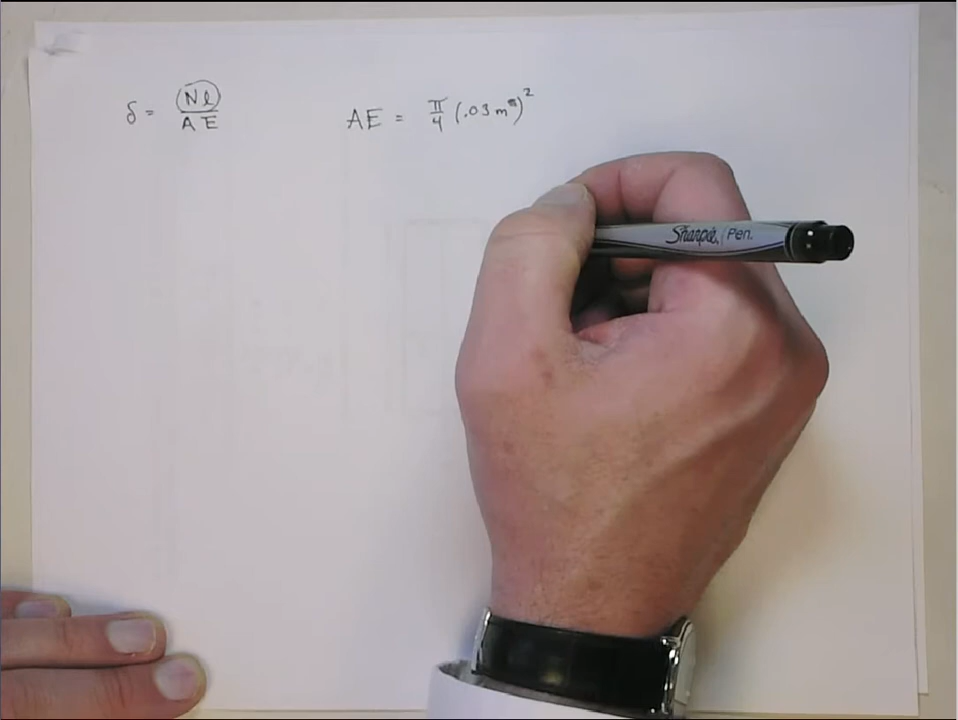 δ = Nl / AE
AE = π/4 (.03 m)²
Sharpie Pen.